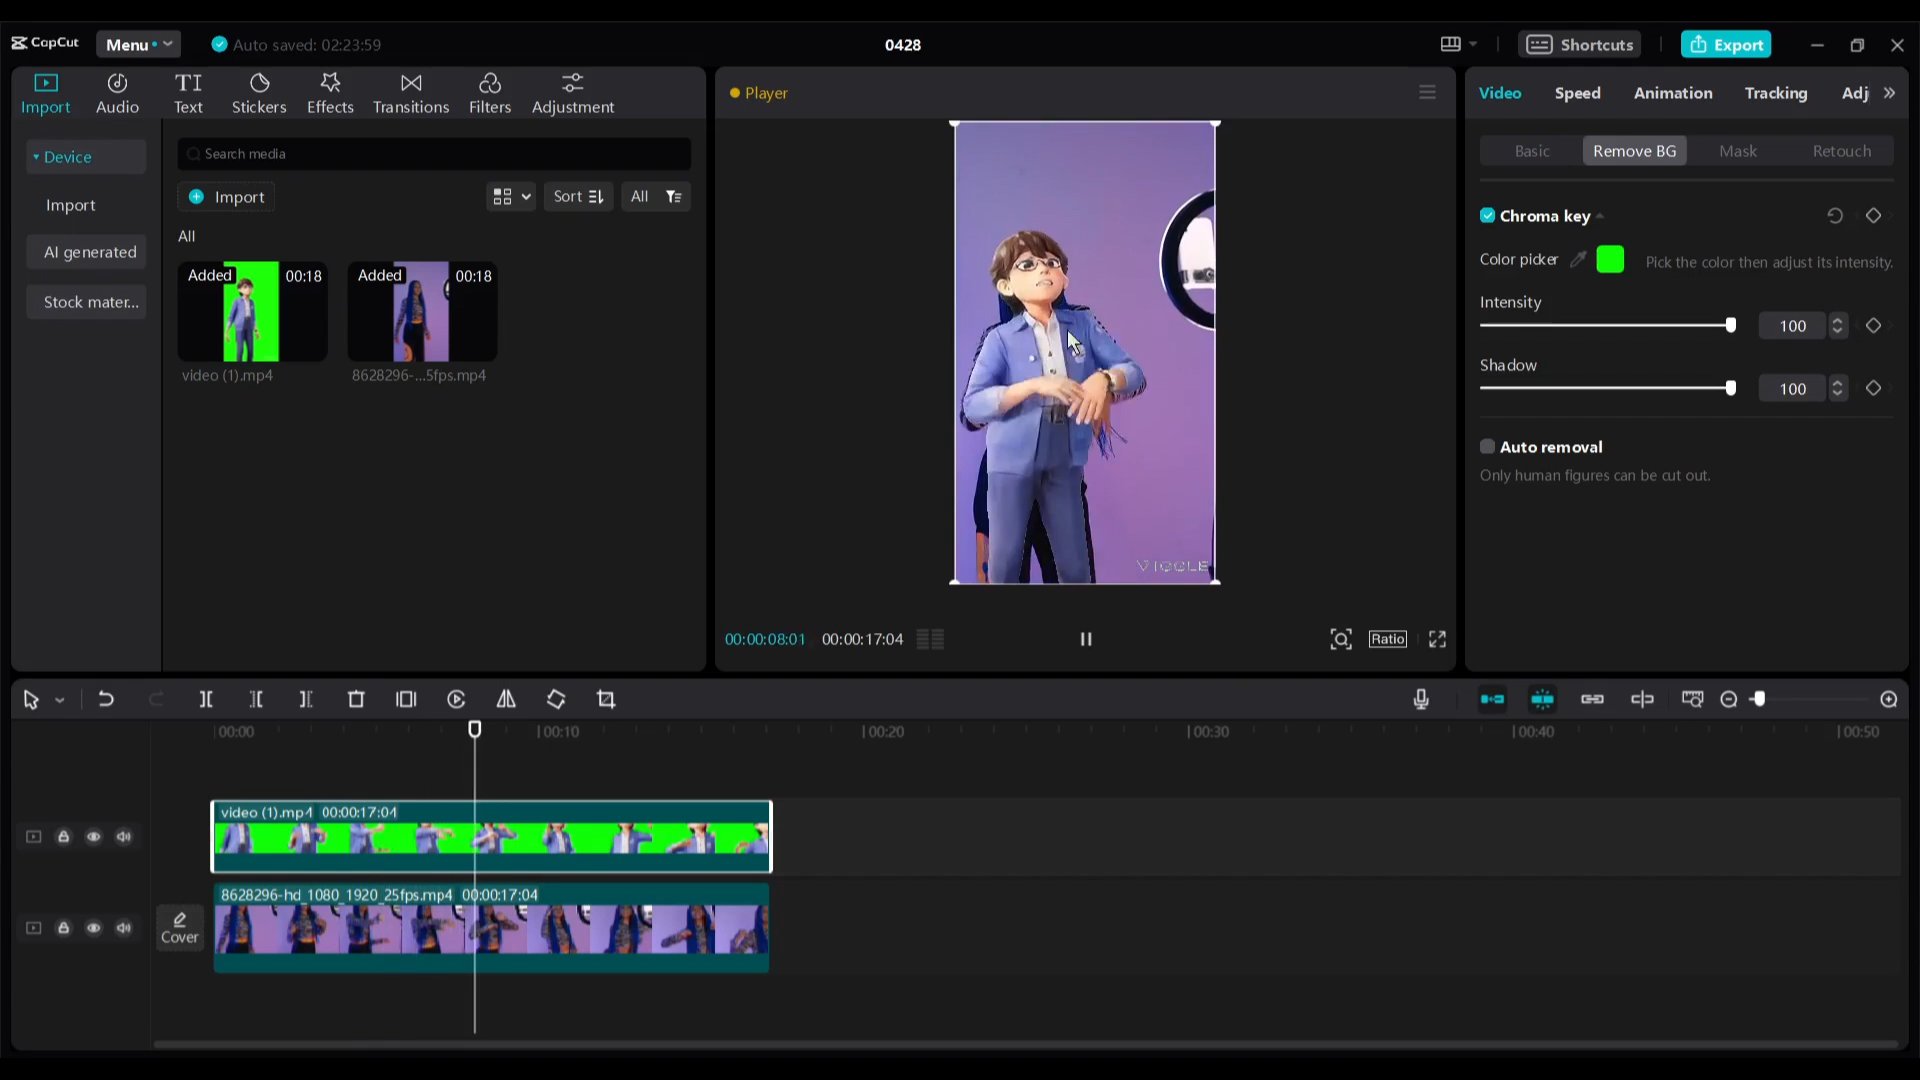 CapCut Menu Auto saved: 02:23:59 0428 Shortcuts Export
Import Audio Text Stickers Effects Transitions Filters Adjustment
Device
Import
AI generated
Stock mater...
Search media
Import Sort All
All
Added 00:18 Added 00:18
video (1).mp4 8628296-...5fps.mp4
Player
VIGGLE
00:00:08:01 00:00:17:04 Ratio
Video Speed Animation Tracking Adj
Basic Remove BG Mask Retouch
Chroma key
Color picker Pick the color then adjust its intensity.
Intensity
100
Shadow
100
Auto removal
Only human figures can be cut out.
00:00 00:10 00:20 00:30 00:40 00:50
video (1).mp4 00:00:17:04
8628296-hd_1080_1920_25fps.mp4 00:00:17:04
Cover